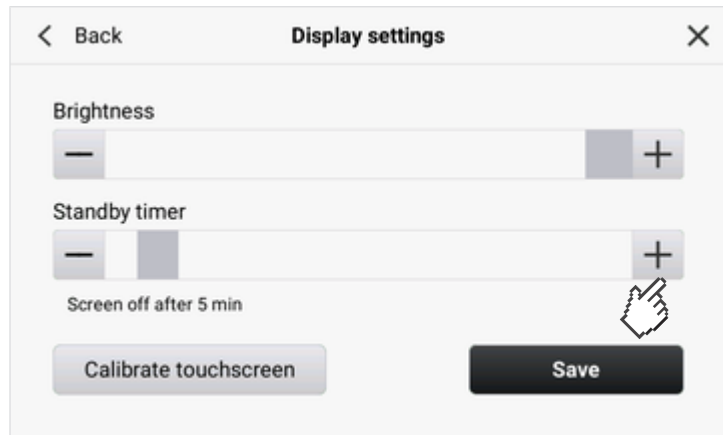 Back
Display settings
Brightness
Standby timer
Screen off after 5 min
Calibrate touchscreen
Save